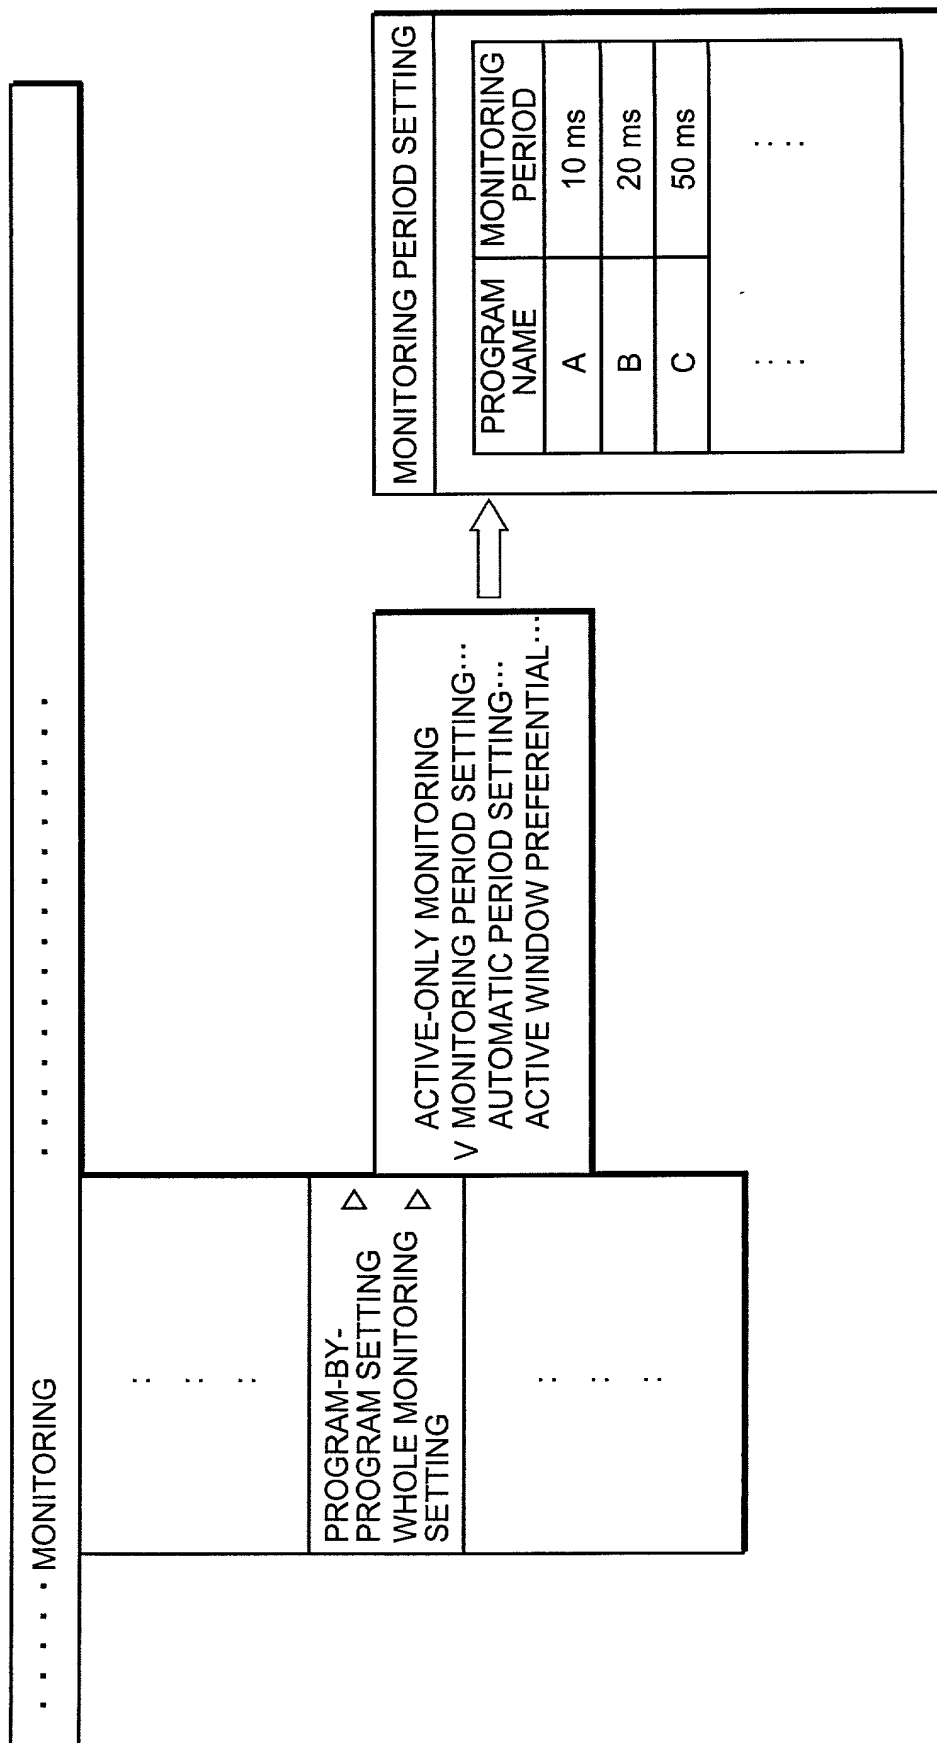 · · · · · MONITORING · · · · · · · · · · · · · · · ·
PROGRAM-BY-
PROGRAM SETTING ▷
WHOLE MONITORING ▷
SETTING
ACTIVE-ONLY MONITORING
V MONITORING PERIOD SETTING···
AUTOMATIC PERIOD SETTING···
ACTIVE WINDOW PREFERENTIAL···
MONITORING PERIOD SETTING
PROGRAM NAME MONITORING PERIOD
A 10 ms
B 20 ms
C 50 ms